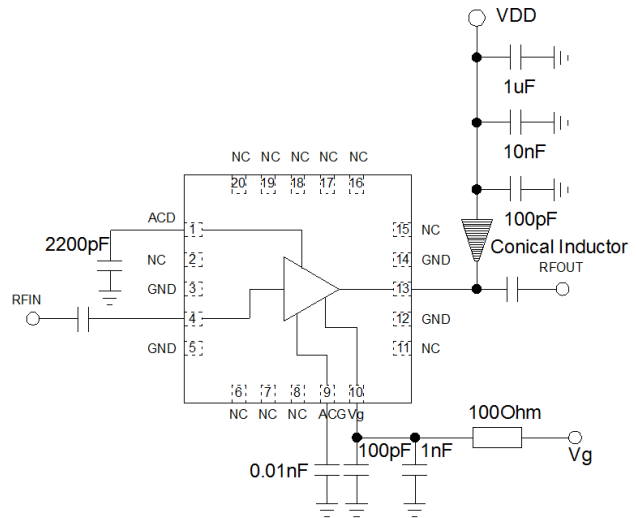 VDD
1uF
10nF
100pF
Conical Inductor
NC NC NC NC NC
20 19 18 17 16
ACD
1
2200pF
NC
2
GND
3
RFIN
4
GND
5
15
NC
14
GND
13
RFOUT
12
GND
11
NC
6 7 8 9 10
NC NC NC ACG Vg
0.01nF
100pF
1nF
100Ohm
Vg